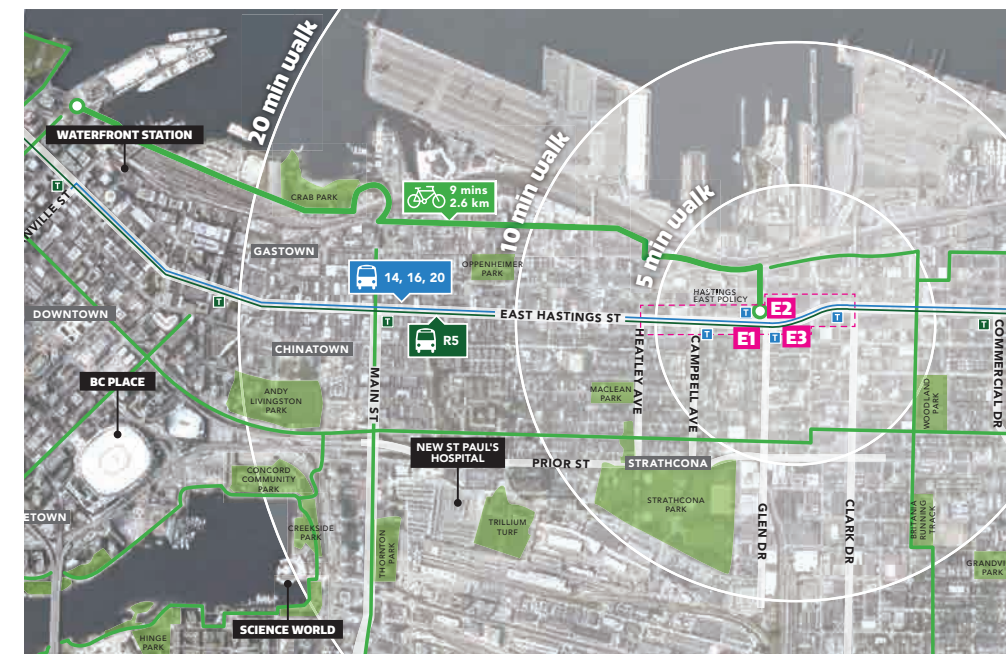 20 min walk
10 min walk
5 min walk
WATERFRONT STATION
CRAB PARK
9 mins
2.6 km
NVILLE ST
GASTOWN
14, 16, 20
OPPENHEIMER
PARK
HASTINGS
EAST POLICY
E2
DOWNTOWN
EAST HASTINGS ST
R5
E1
E3
CHINATOWN
BC PLACE
ANDY
LIVINGSTON
PARK
MAIN ST
MACLEAN
PARK
HEATLEY AVE
CAMPBELL AVE
WOODLAND
PARK
COMMERCIAL DR
NEW ST PAUL'S
HOSPITAL
PRIOR ST
STRATHCONA
CONCORD
COMMUNITY
PARK
STRATHCONA
PARK
ETOWN
CREEKSIDE
PARK
TRILLIUM
TURF
THORNTON
PARK
GLEN DR
CLARK DR
BRITANIA
RUNNING
TRACK
GRANDVI
PARK
SCIENCE WORLD
HINGE
PARK
T
T
T
T
T
T
T